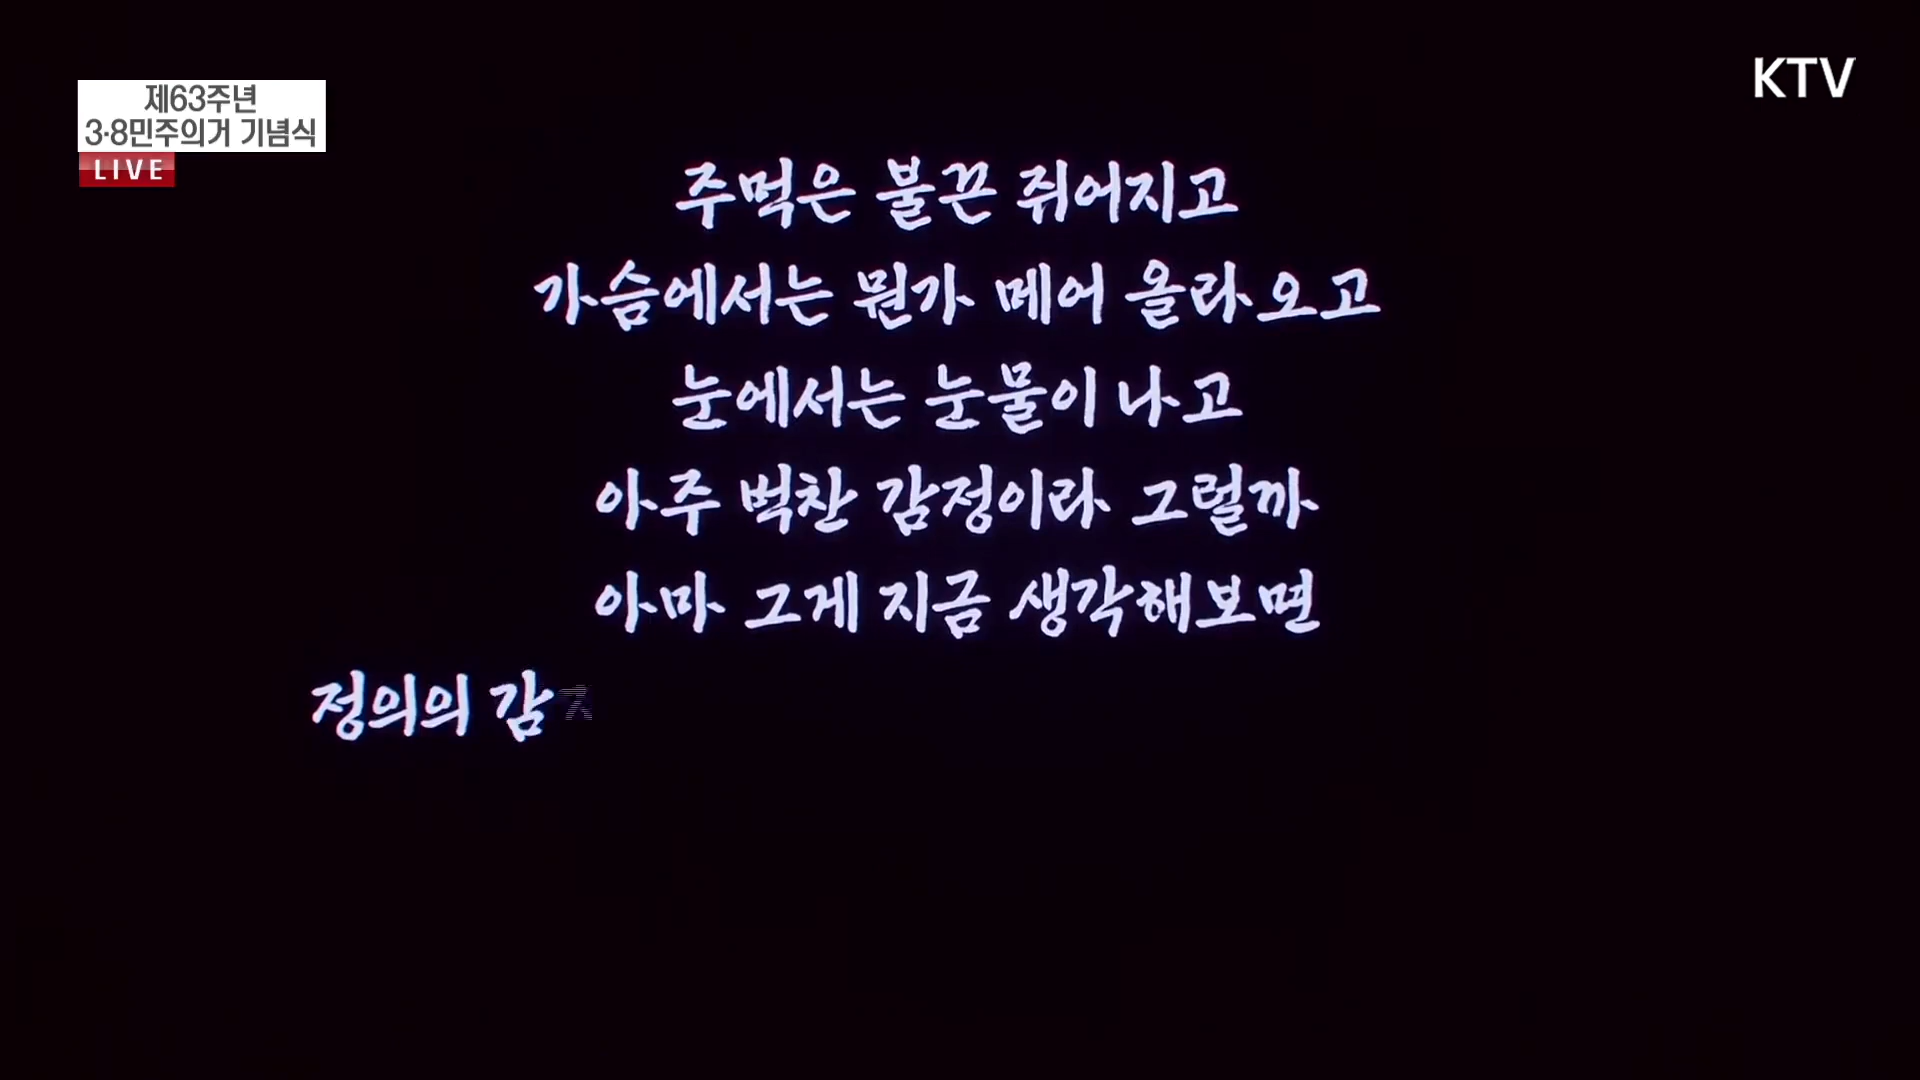 제63주년
3·8민주의거 기념식
LIVE
KTV
주먹은 불끈 쥐어지고
가슴에서는 뭔가 메어 올라오고
눈에서는 눈물이 나고
아주 벅찬 감정이라 그럴까
아마 그게 지금 생각해보면
정의의 감